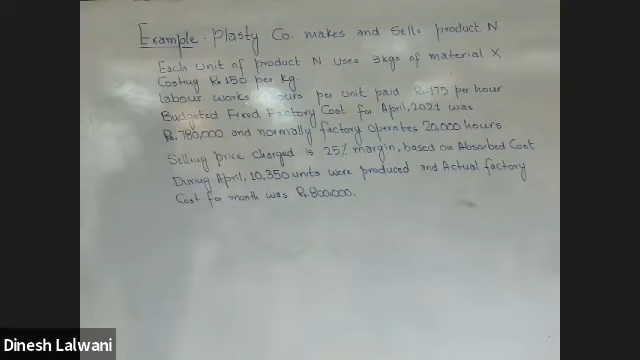 Example. Plasty Co. makes and sells product N
Each unit of product N uses 3kgs of material X
Costing Rs.150 per kg.
Labour works hours per unit paid Rs.175 per hour
Budgeted Fixed Factory Cost for April, 2021 was
Rs.780,000 and normally factory operates 20,000 hours.
Selling price charged is 25% margin, based on Absorbed Cost
During April, 10,350 units were produced and Actual factory
Cost for month was Rs.800,000.
Dinesh Lalwani